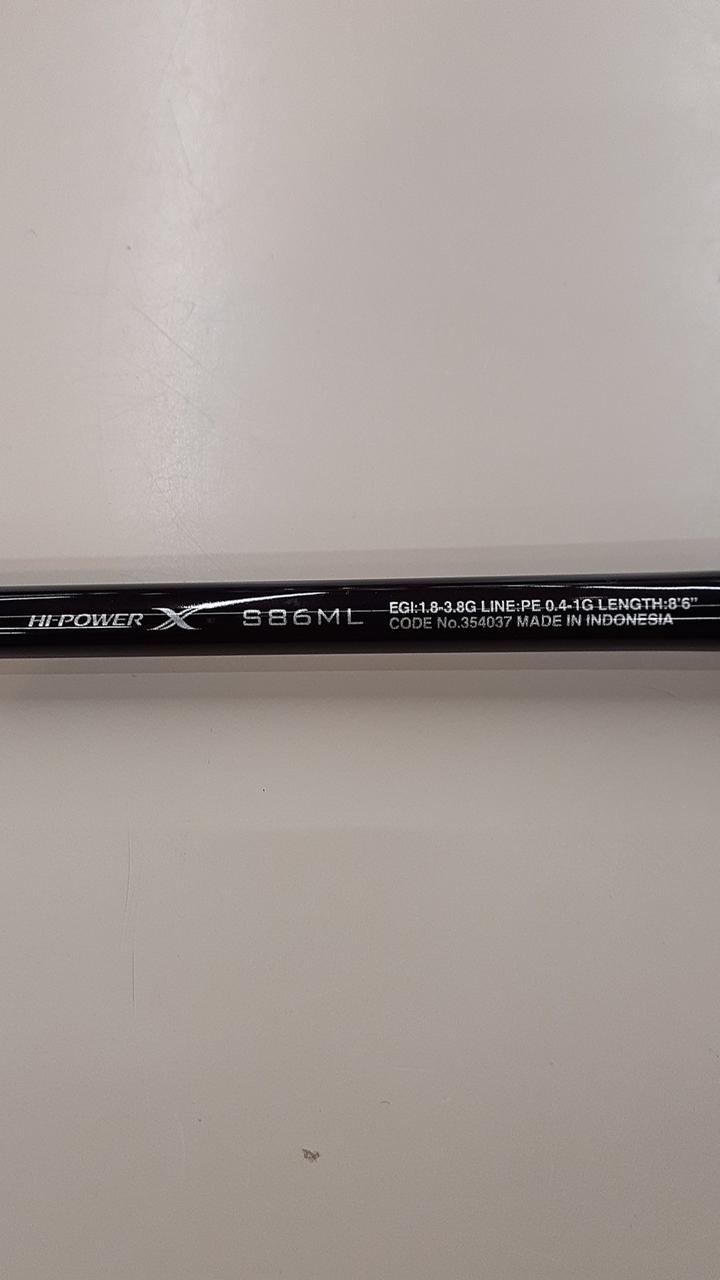 HI-POWER X S86ML
EGI:1.8-3.8G LINE:PE 0.4-1G LENGTH:8'6"
CODE No.354037 MADE IN INDONESIA